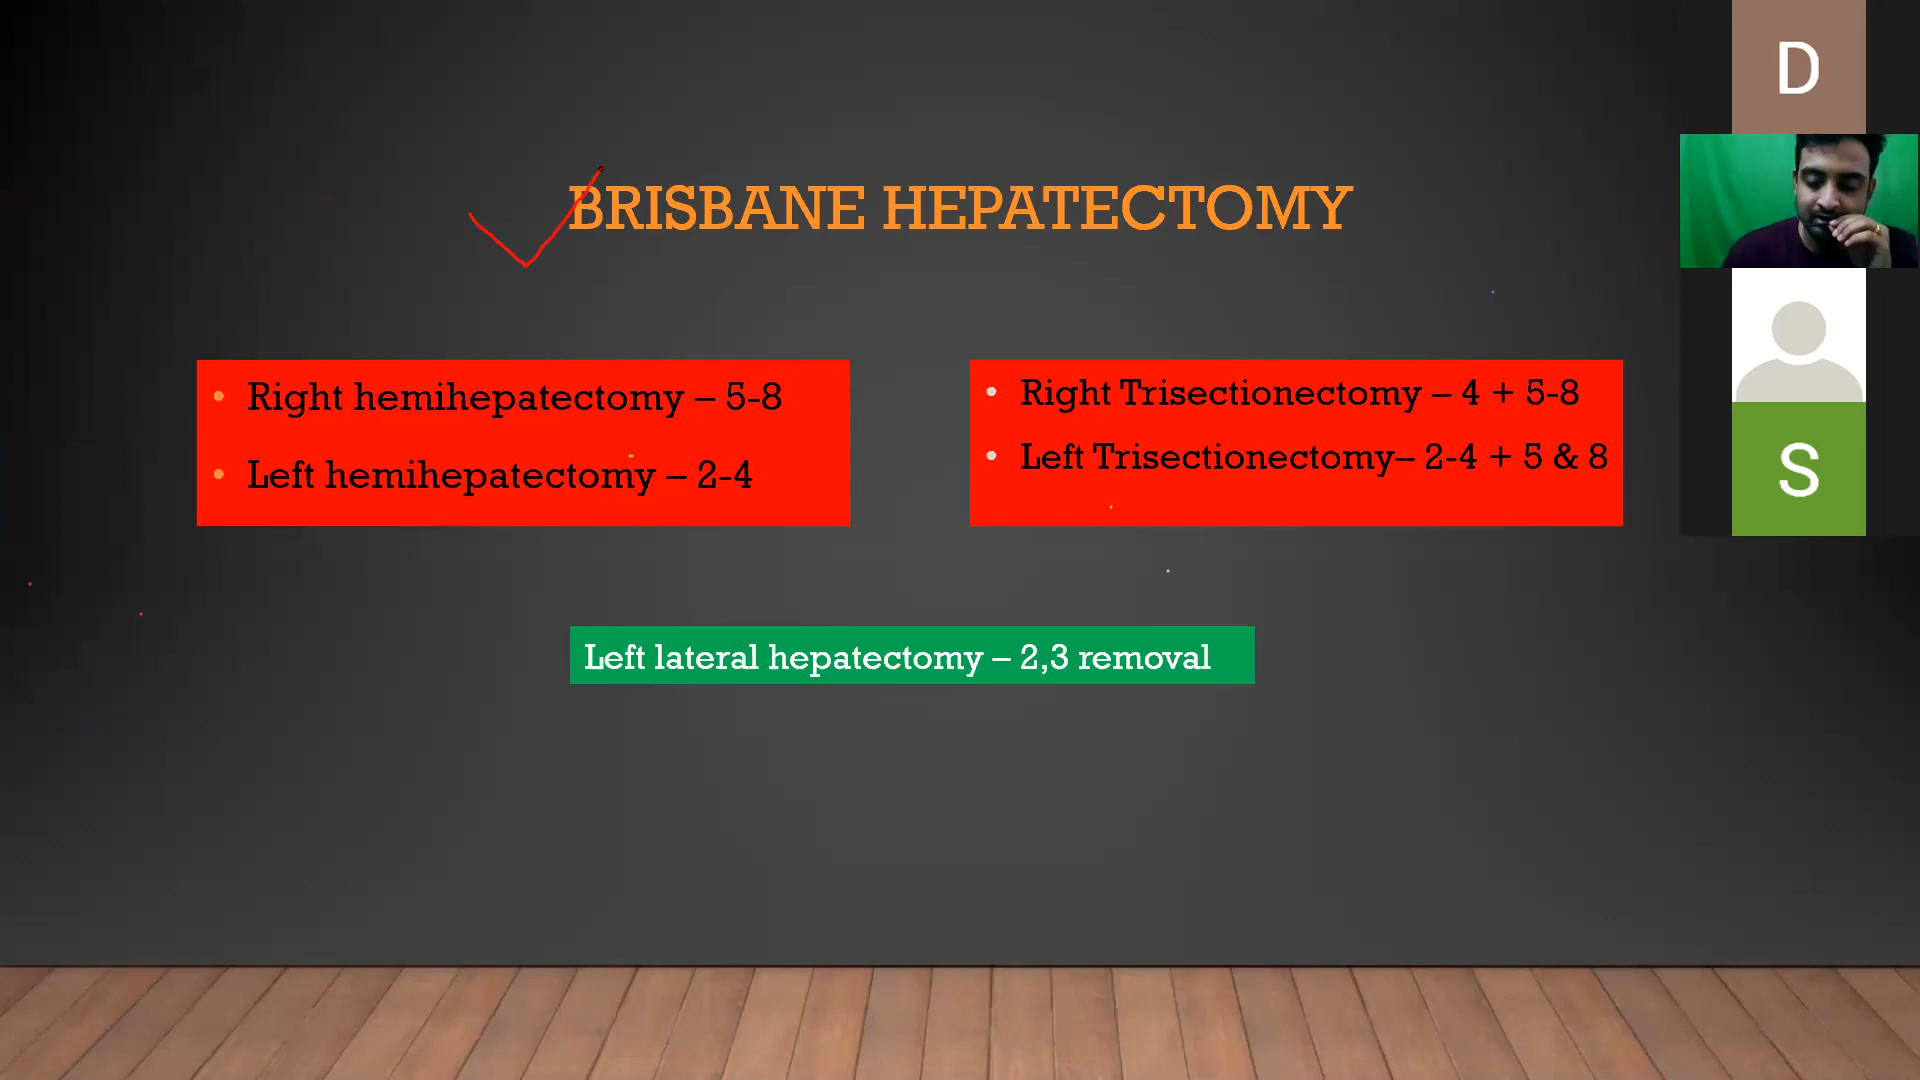 BRISBANE HEPATECTOMY
• Right hemihepatectomy – 5-8
• Left hemihepatectomy – 2-4
• Right Trisectionectomy – 4 + 5-8
• Left Trisectionectomy– 2-4 + 5 & 8
Left lateral hepatectomy – 2,3 removal
D
S